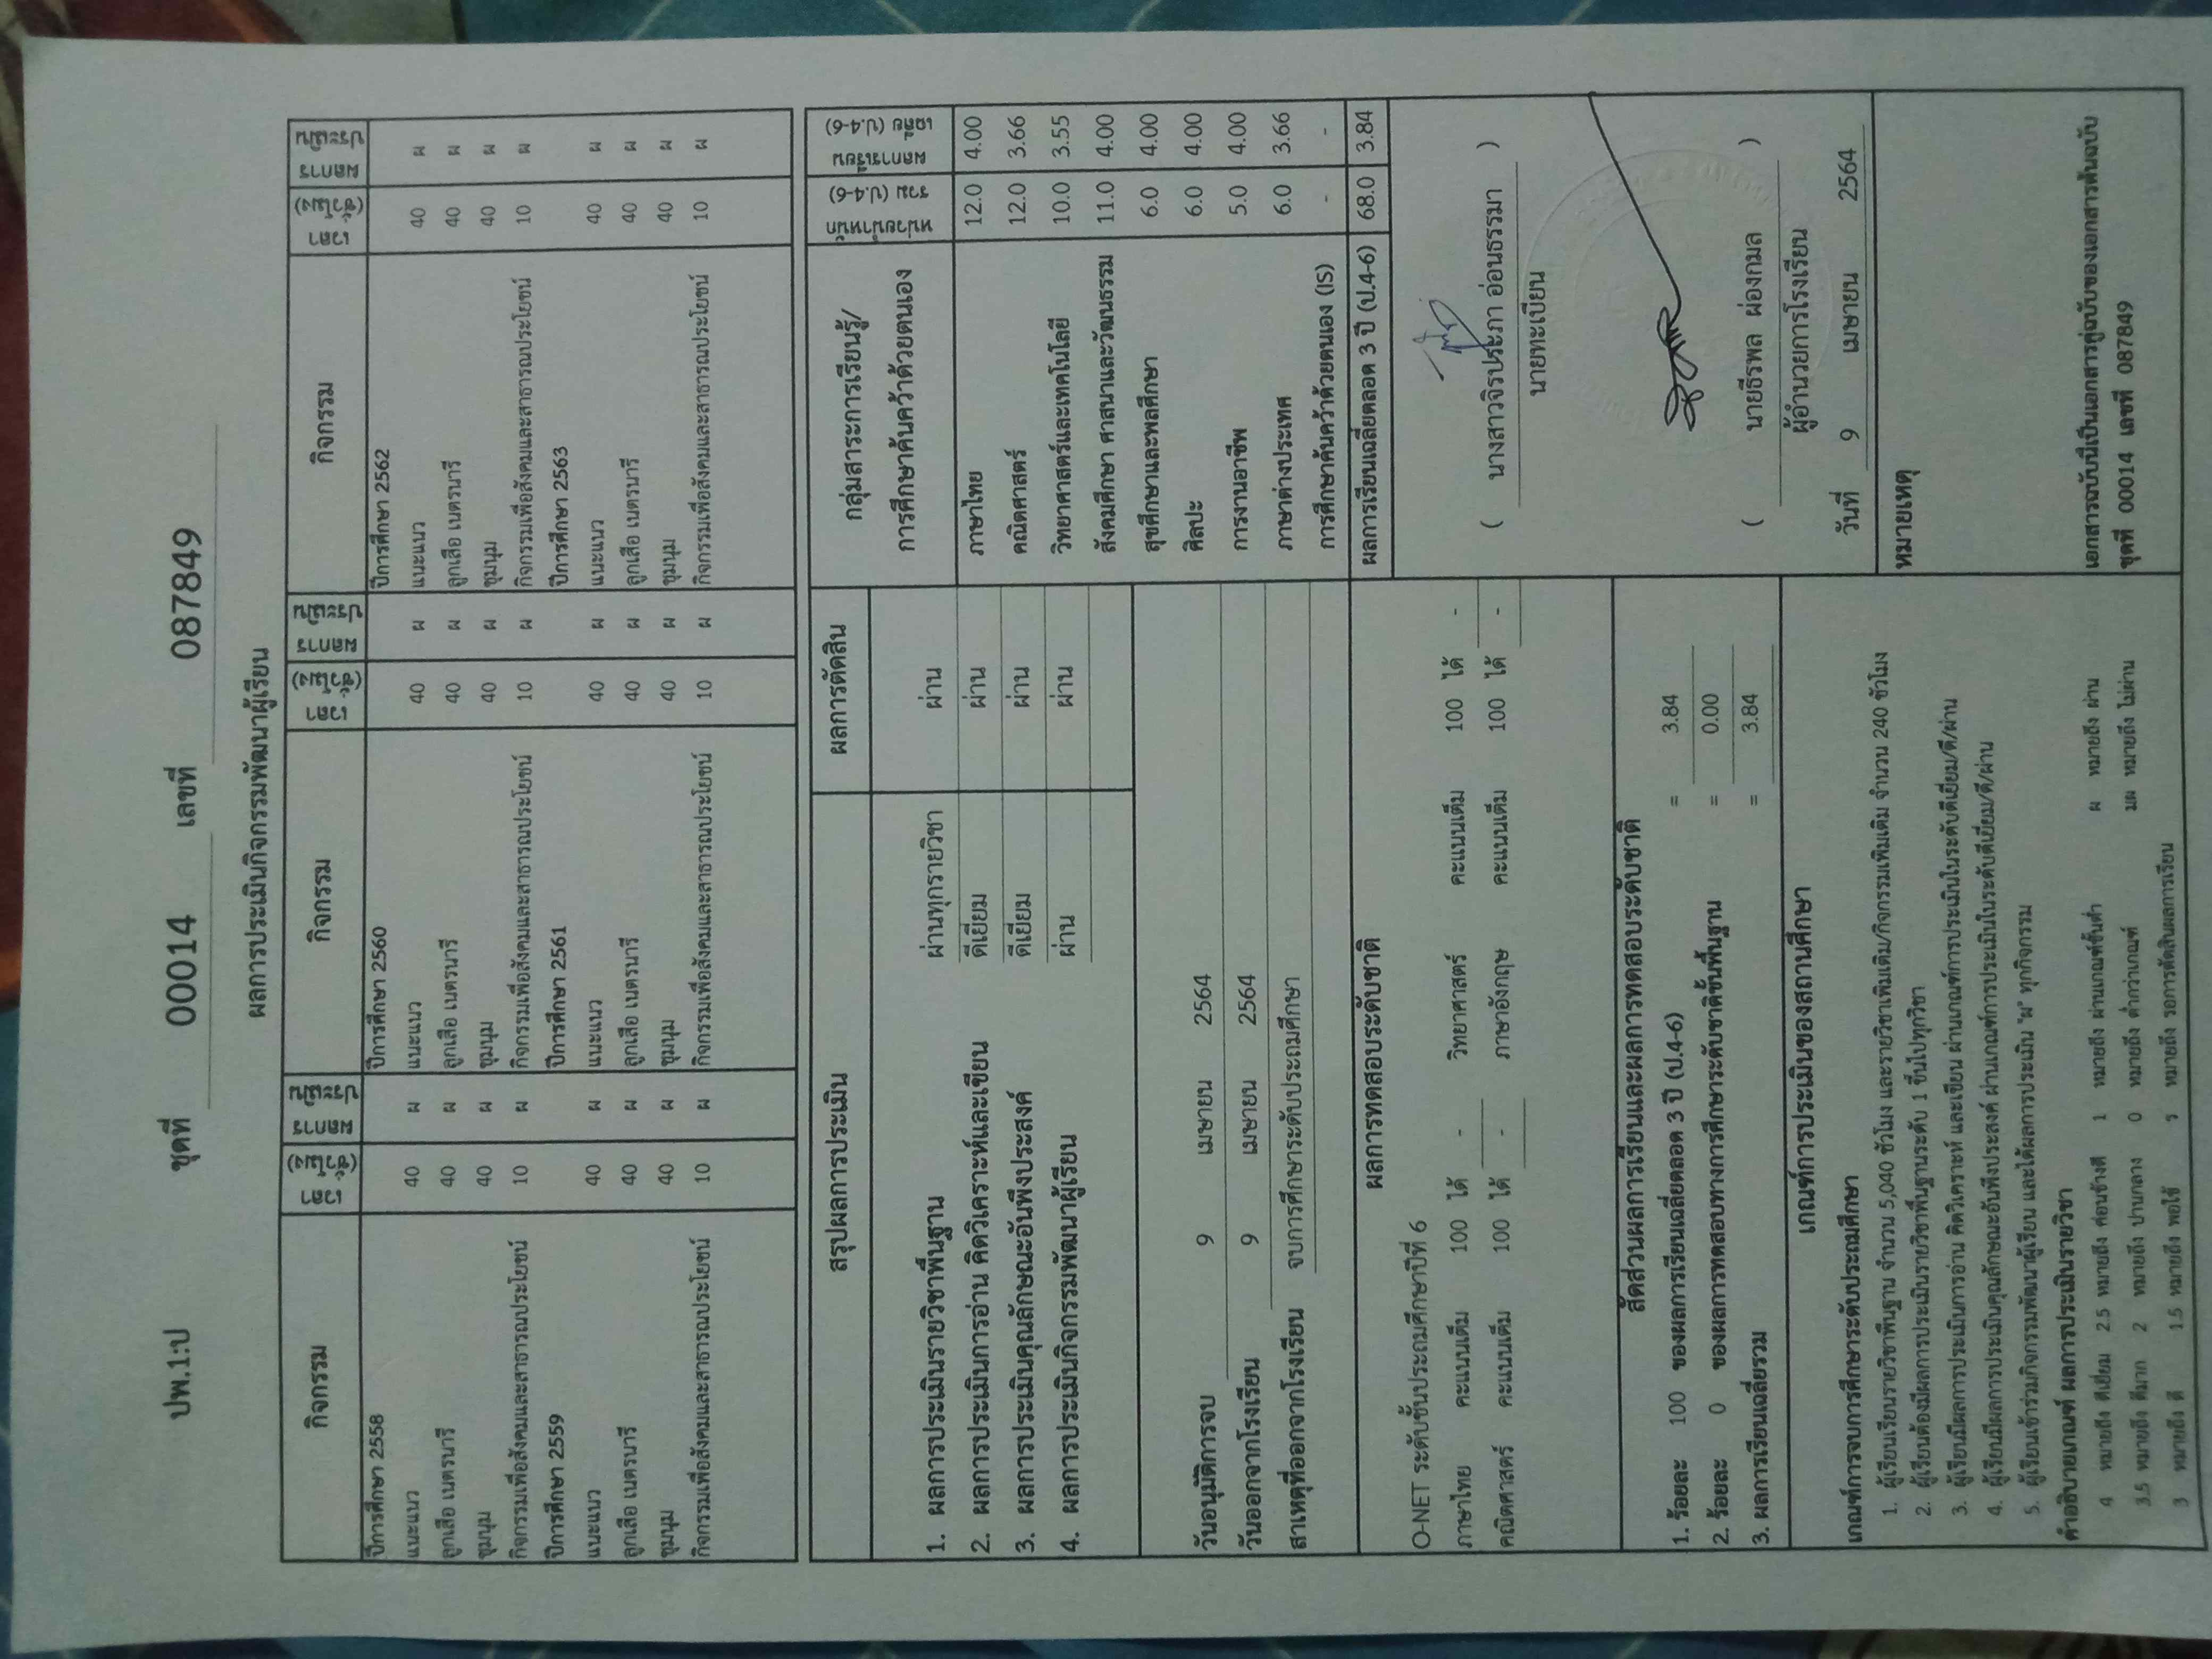 ปพ.1:ป ชุดที่ 00014 เลขที่ 087849
ผลการประเมินกิจกรรมพัฒนาผู้เรียน
กิจกรรม เวลา (ชั่วโมง) ผลการประเมิน กิจกรรม เวลา (ชั่วโมง) ผลการประเมิน กิจกรรม เวลา (ชั่วโมง) ผลการประเมิน
ปีการศึกษา 2558 ปีการศึกษา 2560 ปีการศึกษา 2562
แนะแนว 40 ผ แนะแนว 40 ผ แนะแนว 40 ผ
ลูกเสือ เนตรนารี 40 ผ ลูกเสือ เนตรนารี 40 ผ ลูกเสือ เนตรนารี 40 ผ
ชุมนุม 40 ผ ชุมนุม 40 ผ ชุมนุม 40 ผ
กิจกรรมเพื่อสังคมและสาธารณประโยชน์ 10 ผ กิจกรรมเพื่อสังคมและสาธารณประโยชน์ 10 ผ กิจกรรมเพื่อสังคมและสาธารณประโยชน์ 10 ผ
ปีการศึกษา 2559 ปีการศึกษา 2561 ปีการศึกษา 2563
แนะแนว 40 ผ แนะแนว 40 ผ แนะแนว 40 ผ
ลูกเสือ เนตรนารี 40 ผ ลูกเสือ เนตรนารี 40 ผ ลูกเสือ เนตรนารี 40 ผ
ชุมนุม 40 ผ ชุมนุม 40 ผ ชุมนุม 40 ผ
กิจกรรมเพื่อสังคมและสาธารณประโยชน์ 10 ผ กิจกรรมเพื่อสังคมและสาธารณประโยชน์ 10 ผ กิจกรรมเพื่อสังคมและสาธารณประโยชน์ 10 ผ
สรุปผลการประเมิน ผลการตัดสิน
1. ผลการประเมินรายวิชาพื้นฐาน ผ่านทุกรายวิชา ผ่าน
2. ผลการประเมินการอ่าน คิดวิเคราะห์และเขียน ดีเยี่ยม ผ่าน
3. ผลการประเมินคุณลักษณะอันพึงประสงค์ ดีเยี่ยม ผ่าน
4. ผลการประเมินกิจกรรมพัฒนาผู้เรียน ผ่าน ผ่าน
วันอนุมัติการจบ 9 เมษายน 2564
วันออกจากโรงเรียน 9 เมษายน 2564
สาเหตุที่ออกจากโรงเรียน จบการศึกษาระดับประถมศึกษา
กลุ่มสาระการเรียนรู้/ การศึกษาค้นคว้าด้วยตนเอง หน่วยน้ำหนัก รวม (ป.4-6) ผลการเรียน เฉลี่ย (ป.4-6)
ภาษาไทย 12.0 4.00
คณิตศาสตร์ 12.0 3.66
วิทยาศาสตร์และเทคโนโลยี 10.0 3.55
สังคมศึกษา ศาสนาและวัฒนธรรม 11.0 4.00
สุขศึกษาและพลศึกษา 6.0 4.00
ศิลปะ 6.0 4.00
การงานอาชีพ 5.0 4.00
ภาษาต่างประเทศ 6.0 3.66
การศึกษาค้นคว้าด้วยตนเอง (IS) - -
ผลการเรียนเฉลี่ยตลอด 3 ปี (ป.4-6) 68.0 3.84
ผลการทดสอบระดับชาติ
O-NET ระดับชั้นประถมศึกษาปีที่ 6
ภาษาไทย คะแนนเต็ม 100 ได้ - วิทยาศาสตร์ คะแนนเต็ม 100 ได้ -
คณิตศาสตร์ คะแนนเต็ม 100 ได้ - ภาษาอังกฤษ คะแนนเต็ม 100 ได้ -
สัดส่วนผลการเรียนและผลการทดสอบระดับชาติ
1. ร้อยละ 100 ของผลการเรียนเฉลี่ยตลอด 3 ปี (ป.4-6) = 3.84
2. ร้อยละ 0 ของผลการทดสอบทางการศึกษาระดับชาติขั้นพื้นฐาน = 0.00
3. ผลการเรียนเฉลี่ยรวม = 3.84
( นางสาวจิรประภา อ่อนธรรมา )
นายทะเบียน
( นายธีรพล ผ่องกมล )
ผู้อำนวยการโรงเรียน
วันที่ 9 เมษายน 2564
เกณฑ์การประเมินของสถานศึกษา
เกณฑ์การจบการศึกษาระดับประถมศึกษา
1. ผู้เรียนเรียนรายวิชาพื้นฐาน จำนวน 5,040 ชั่วโมง และรายวิชาเพิ่มเติม/กิจกรรมเพิ่มเติม จำนวน 240 ชั่วโมง
2. ผู้เรียนต้องมีผลการประเมินรายวิชาพื้นฐานระดับ 1 ขึ้นไปทุกวิชา
3. ผู้เรียนมีผลการประเมินการอ่าน คิดวิเคราะห์ และเขียน ผ่านเกณฑ์การประเมินในระดับดีเยี่ยม/ดี/ผ่าน
4. ผู้เรียนมีผลการประเมินคุณลักษณะอันพึงประสงค์ ผ่านเกณฑ์การประเมินในระดับดีเยี่ยม/ดี/ผ่าน
5. ผู้เรียนเข้าร่วมกิจกรรมพัฒนาผู้เรียน และได้ผลการประเมิน "ผ" ทุกกิจกรรม
คำอธิบายเกณฑ์ ผลการประเมินรายวิชา
4 หมายถึง ดีเยี่ยม 2.5 หมายถึง ค่อนข้างดี 1 หมายถึง ผ่านเกณฑ์ขั้นต่ำ ผ หมายถึง ผ่าน
3.5 หมายถึง ดีมาก 2 หมายถึง ปานกลาง 0 หมายถึง ต่ำกว่าเกณฑ์ มผ หมายถึง ไม่ผ่าน
3 หมายถึง ดี 1.5 หมายถึง พอใช้ ร หมายถึง รอการตัดสินผลการเรียน
หมายเหตุ
เอกสารฉบับนี้เป็นเอกสารคู่ฉบับของเอกสารต้นฉบับ
ชุดที่ 00014 เลขที่ 087849